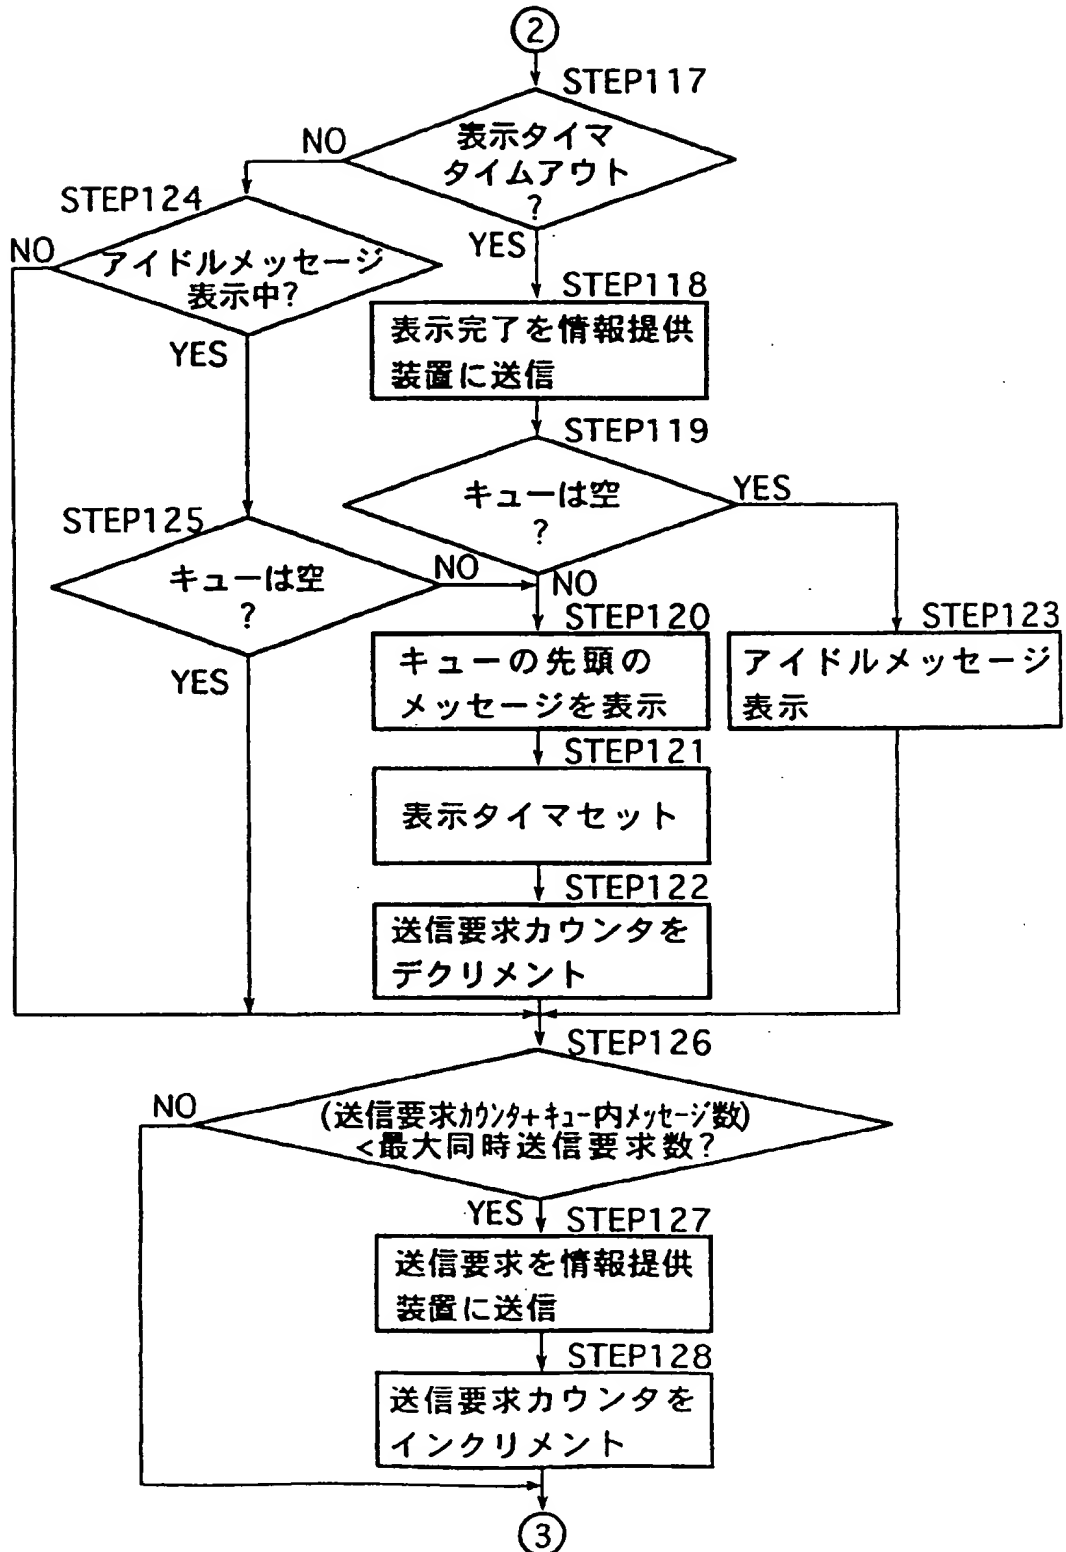 2
STEP117
表示タイマ
タイムアウト
?
NO
YES
STEP124
アイドルメッセージ
表示中?
NO
YES
STEP118
表示完了を情報提供
装置に送信
STEP119
キューは空
?
YES
NO
STEP125
キューは空
?
NO
YES
STEP120
キューの先頭の
メッセージを表示
STEP123
アイドルメッセージ
表示
STEP121
表示タイマセット
STEP122
送信要求カウンタを
デクリメント
STEP126
(送信要求カウンタ+キュー内メッセージ数)
<最大同時送信要求数?
NO
YES
STEP127
送信要求を情報提供
装置に送信
STEP128
送信要求カウンタを
インクリメント
3